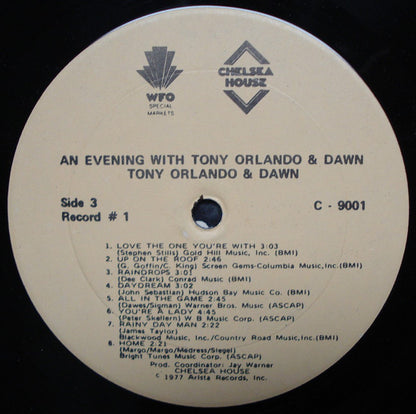 WFO
SPECIAL
MARKETS
CHELSEA
HOUSE
AN EVENING WITH TONY ORLANDO & DAWN
TONY ORLANDO & DAWN
Side 3
Record # 1
C - 9001
1. LOVE THE ONE YOU'RE WITH 3:03
(Stephen Stills) Gold Hill Music, Inc. (BMI)
2. UP ON THE ROOF 2:46
(G. Goffin/C. King) Screen Gems-Columbia Music,Inc.(BMI)
3. RAINDROPS 3:01
(Dee Clark) Conrad Music (BMI)
4. DAYDREAM 3:02
(John Sebastian) Hudson Bay Music Co. (BMI)
5. ALL IN THE GAME 2:45
(Dawes/Sigman) Warner Bros. Music (ASCAP)
6. YOU'RE A LADY 4:45
(Peter Skellern) W B Music Corp. (ASCAP)
7. RAINY DAY MAN 2:22
(James Taylor)
Blackwood Music, Inc./Country Road Music,Inc.(BMI)
8. HOME 2:21
(Margo/Margo/Medress/Siegel)
Bright Tunes Music Corp. (ASCAP)
Prod. Coordinator: Jay Warner
CHELSEA HOUSE
© 1977 Arista Records, Inc.